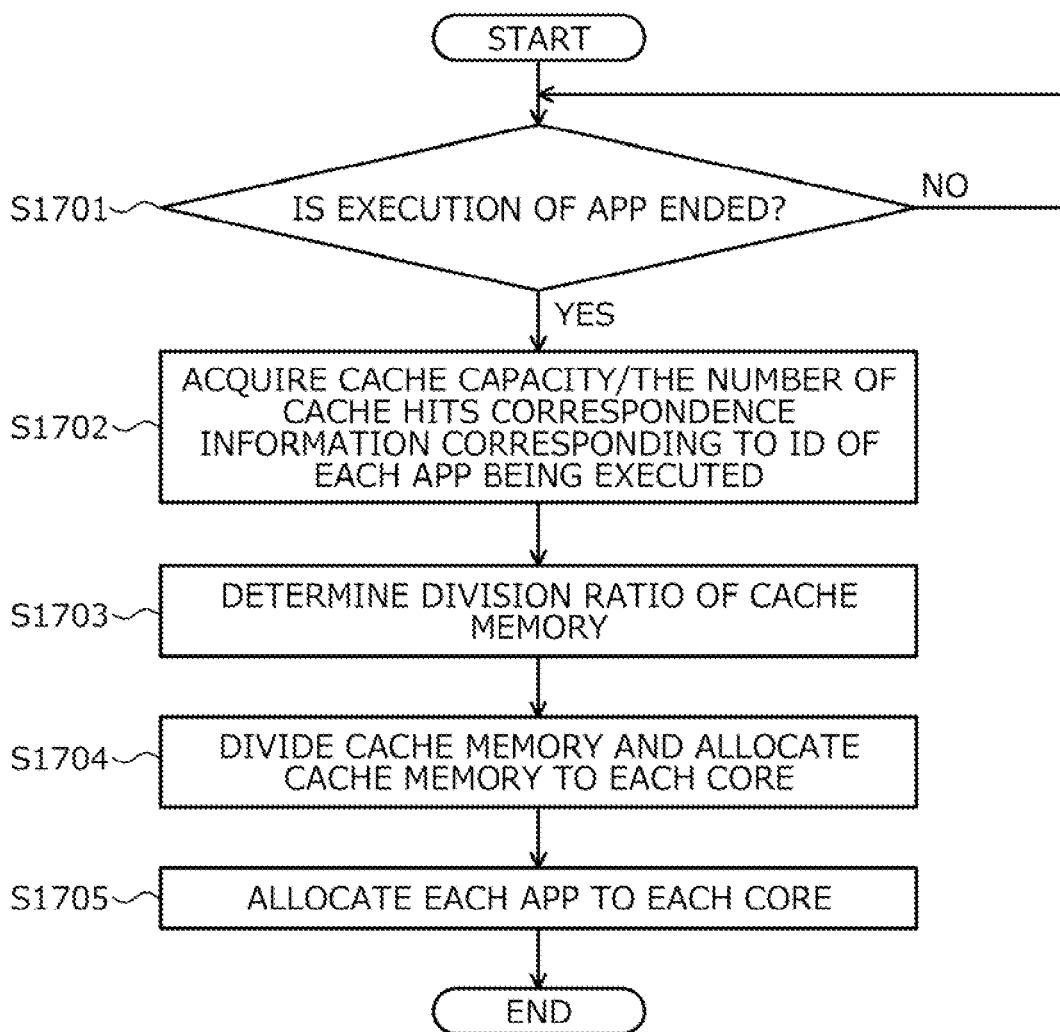 START
S1701
IS EXECUTION OF APP ENDED?
NO
YES
S1702
ACQUIRE CACHE CAPACITY/THE NUMBER OF
CACHE HITS CORRESPONDENCE
INFORMATION CORRESPONDING TO ID OF
EACH APP BEING EXECUTED
S1703
DETERMINE DIVISION RATIO OF CACHE
MEMORY
S1704
DIVIDE CACHE MEMORY AND ALLOCATE
CACHE MEMORY TO EACH CORE
S1705
ALLOCATE EACH APP TO EACH CORE
END